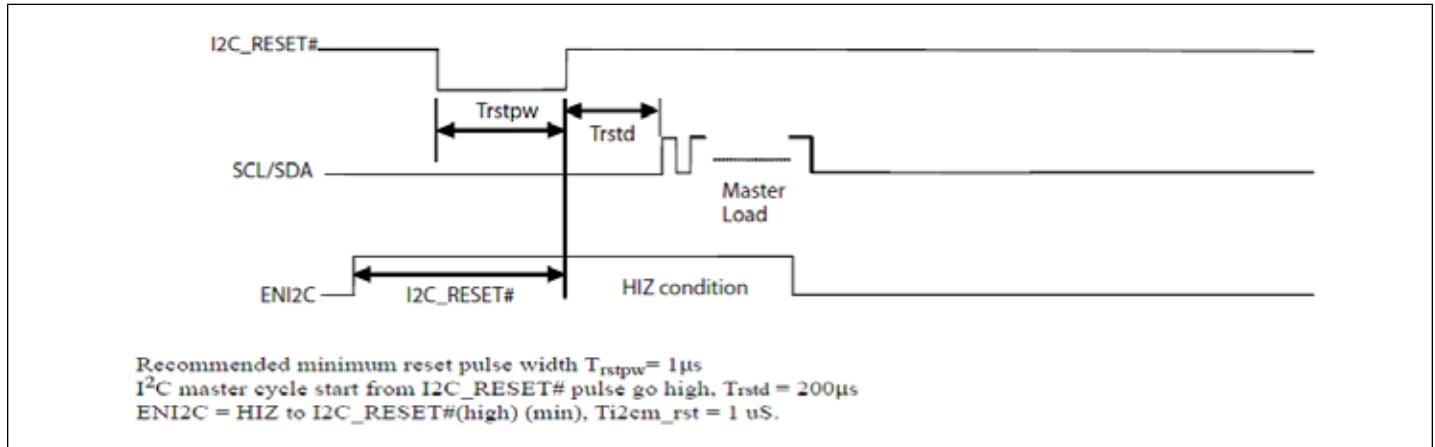 I2C_RESET#
Trstpw
Trstd
SCL/SDA
Master
Load
ENI2C
I2C_RESET#
HIZ condition
Recommended minimum reset pulse width Trstpw= 1µs
I²C master cycle start from I2C_RESET# pulse go high, Trstd = 200µs
ENI2C = HIZ to I2C_RESET#(high) (min), Ti2cm_rst = 1 uS.